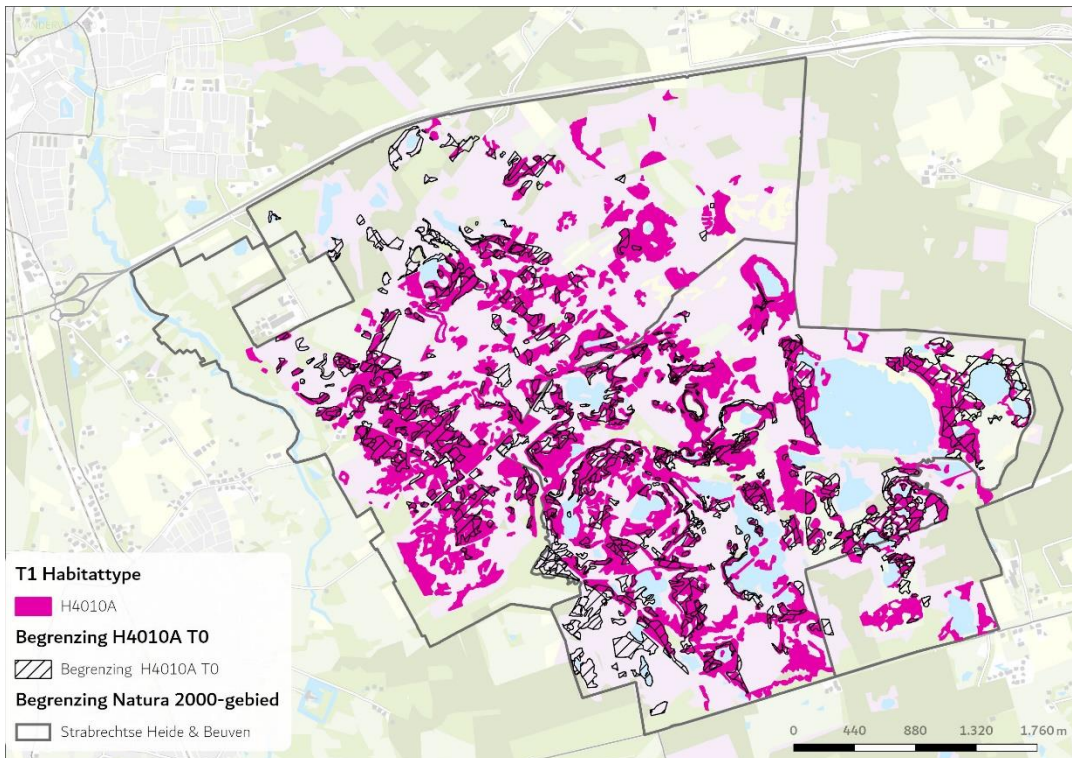 T1 Habitattype
H4010A
Begrenzing H4010A T0
Begrenzing H4010A T0
Begrenzing Natura 2000-gebied
Strabrechtse Heide & Beuven
0 440 880 1.320 1.760 m